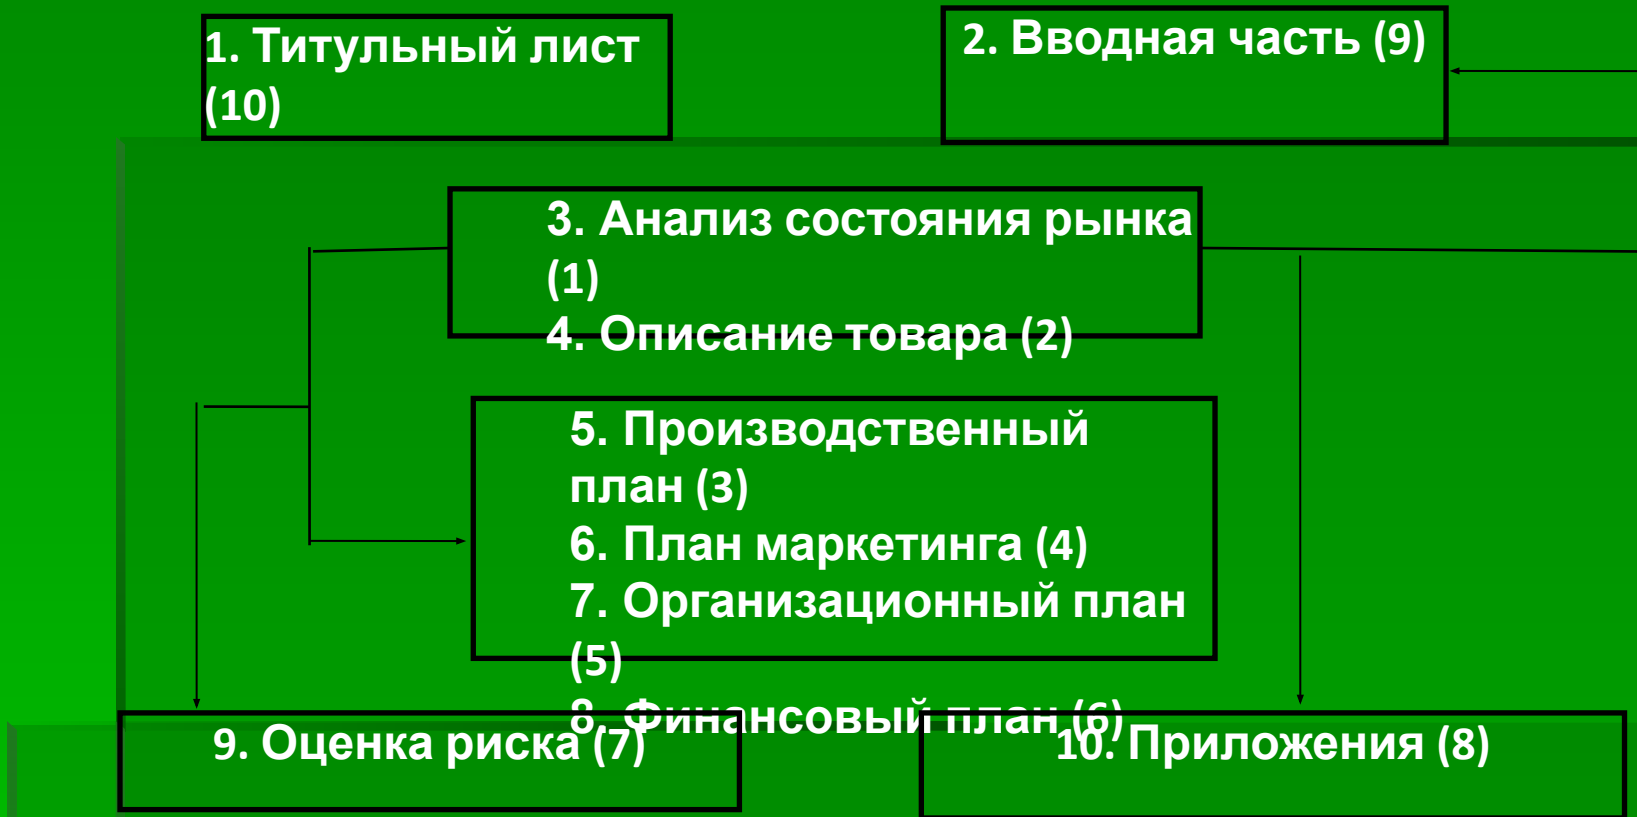 1. Титульный лист
(10)
2. Вводная часть (9)
3. Анализ состояния рынка
(1)
4. Описание товара (2)
5. Производственный
план (3)
6. План маркетинга (4)
7. Организационный план
(5)
8. Финансовый план (6)
9. Оценка риска (7)
10. Приложения (8)